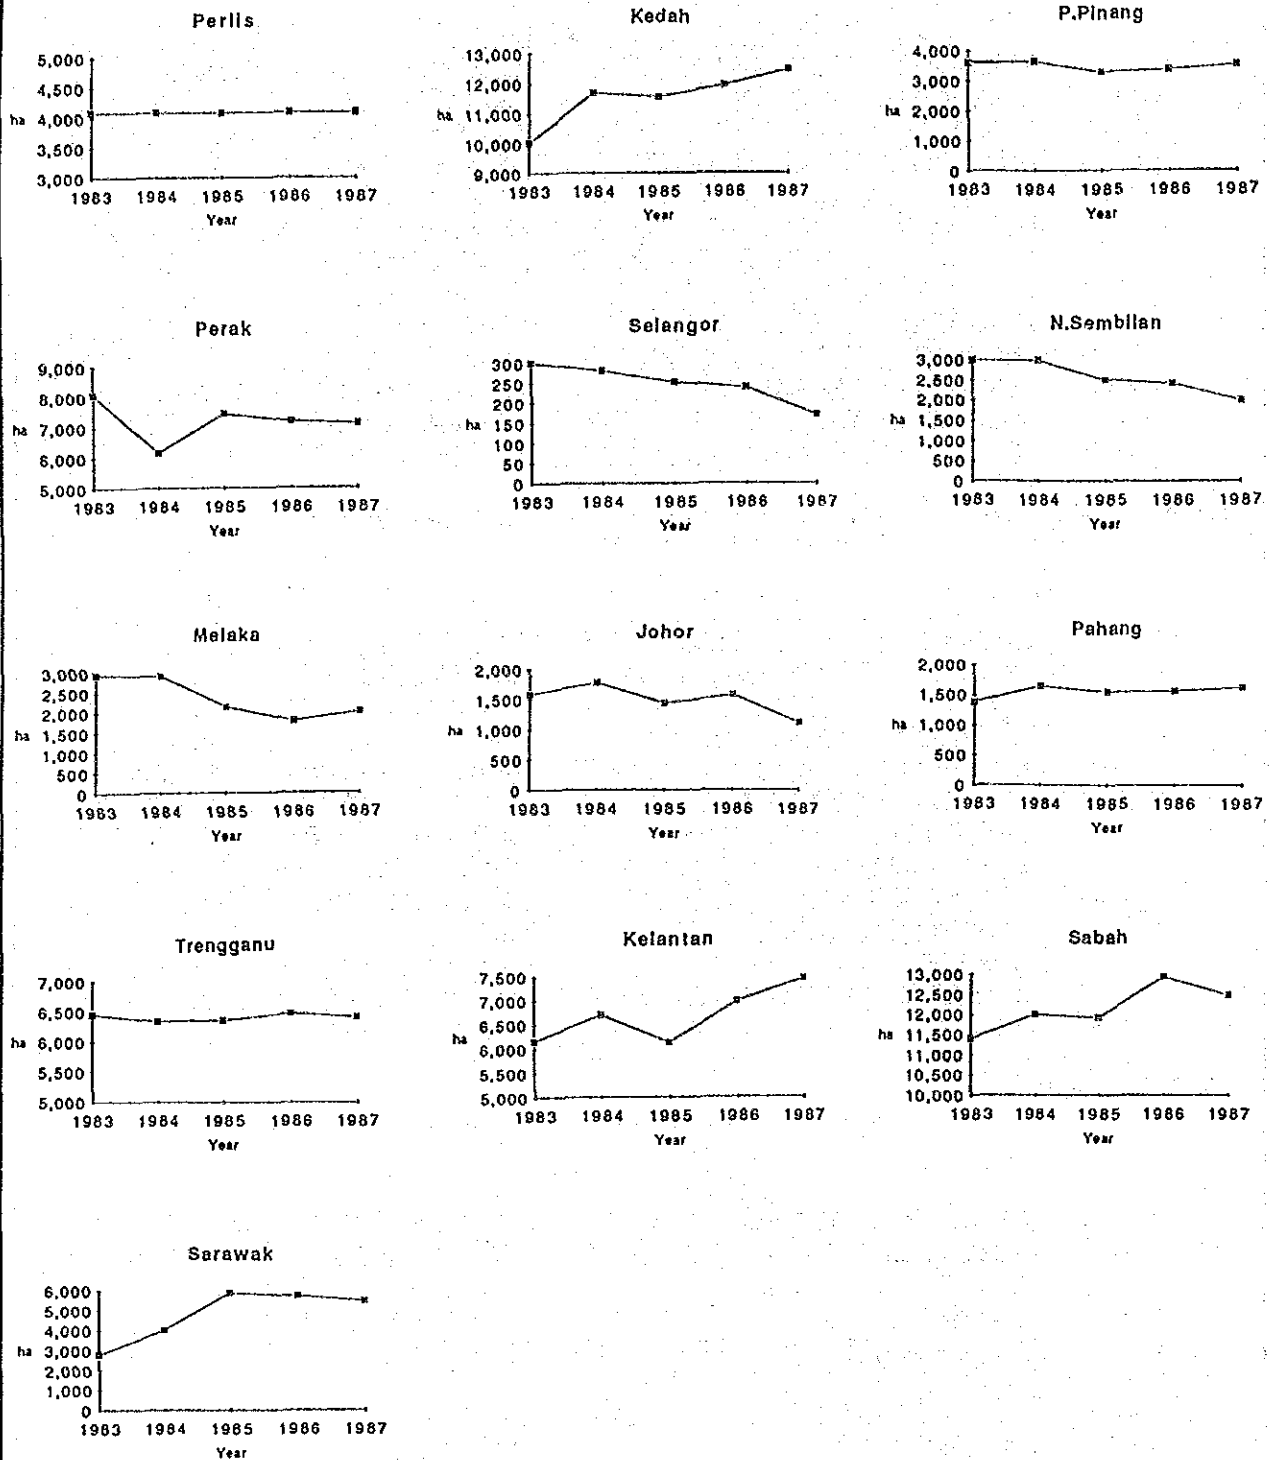 Perlis
5,000
4,500
ha 4,000
3,500
3,000
1983 1984 1985 1986 1987
Year
Kedah
13,000
12,000
ha 11,000
10,000
9,000
1983 1984 1985 1986 1987
Year
P.Pinang
4,000
3,000
ha 2,000
1,000
0
1983 1984 1985 1986 1987
Year
Perak
9,000
8,000
ha 7,000
6,000
5,000
1983 1984 1985 1986 1987
Year
Selangor
300
250
200
ha 150
100
50
0
1983 1984 1985 1986 1987
Year
N.Sembilan
3,000
2,500
2,000
ha 1,500
1,000
500
0
1983 1984 1985 1986 1987
Year
Melaka
3,000
2,500
2,000
ha 1,500
1,000
500
0
1983 1984 1985 1986 1987
Year
Johor
2,000
1,500
ha 1,000
500
0
1983 1984 1985 1986 1987
Year
Pahang
2,000
1,500
ha 1,000
500
0
1983 1984 1985 1986 1987
Year
Trengganu
7,000
6,500
ha 6,000
5,500
5,000
1983 1984 1985 1986 1987
Year
Kelantan
7,500
7,000
6,500
ha 6,000
5,500
5,000
1983 1984 1985 1986 1987
Year
Sabah
13,000
12,500
12,000
ha 11,500
11,000
10,500
10,000
1983 1984 1985 1986 1987
Year
Sarawak
6,000
5,000
4,000
ha 3,000
2,000
1,000
0
1983 1984 1985 1986 1987
Year